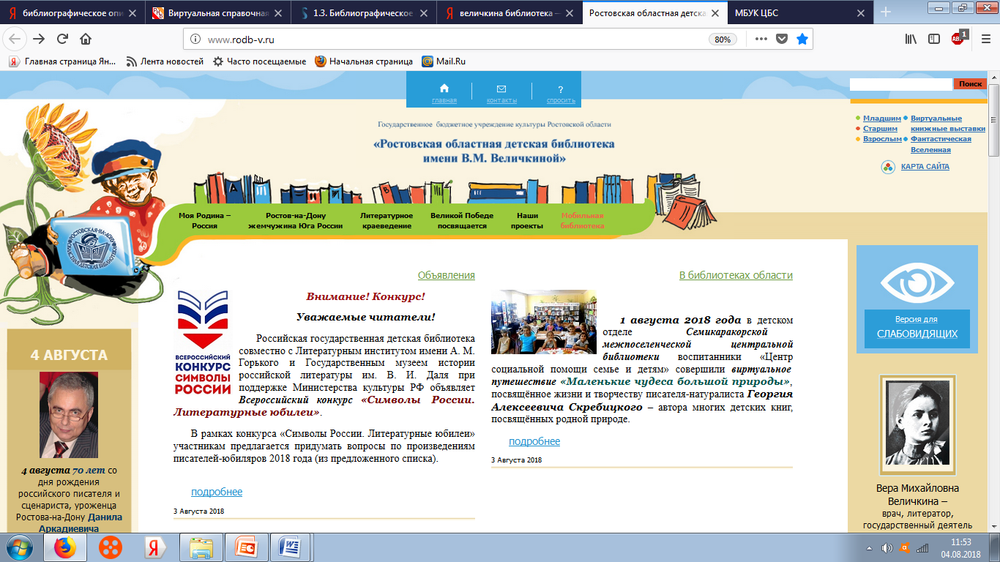 библиографическое опи
Виртуальная справочная
1.3. Библиографическое
величкина библиотека —
Ростовская областная детска
МБУК ЦБС
www.rodb-v.ru
80%
1
Главная страница Ян...
Лента новостей
Часто посещаемые
Начальная страница
Mail.Ru
главная
контакты
спросить
Поиск
Государственное бюджетное учреждение культуры Ростовской области
«Ростовская областная детская библиотека
имени В.М. Величкиной»
Младшим
Старшим
Взрослым
Виртуальные
книжные выставки
Фантастическая
Вселенная
КАРТА САЙТА
Моя Родина –
Россия
Ростов-на-Дону
жемчужина Юга России
Литературное
краеведение
Великой Победе
посвящается
Наши
проекты
Мобильная
библиотека
4 АВГУСТА
4 августа 70 лет со
дня рождения
российского писателя и
сценариста, уроженца
Ростова-на-Дону Данила
Аркадиевича
Объявления
ВСЕРОССИЙСКИЙ
КОНКУРС
СИМВОЛЫ
РОССИИ
Внимание! Конкурс!
Уважаемые читатели!
Российская государственная детская библиотека
совместно с Литературным институтом имени А. М.
Горького и Государственным музеем истории
российской литературы им. В. И. Даля при
поддержке Министерства культуры РФ объявляет
Всероссийский конкурс «Символы России.
Литературные юбилеи».
В рамках конкурса «Символы России. Литературные юбилеи»
участникам предлагается придумать вопросы по произведениям
писателей-юбиляров 2018 года (из предложенного списка).
подробнее
3 Августа 2018
В библиотеках области
1 августа 2018 года в детском
отделе Семикаракорской
межпоселенческой центральной
библиотеки воспитанники «Центр
социальной помощи семье и детям» совершили виртуальное
путешествие «Маленькие чудеса большой природы»,
посвящённое жизни и творчеству писателя-натуралиста Георгия
Алексеевича Скребицкого – автора многих детских книг,
посвящённых родной природе.
подробнее
3 Августа 2018
Версия для
СЛАБОВИДЯЩИХ
Вера Михайловна
Величкина –
врач, литератор,
государственный деятель
11:53
04.08.2018